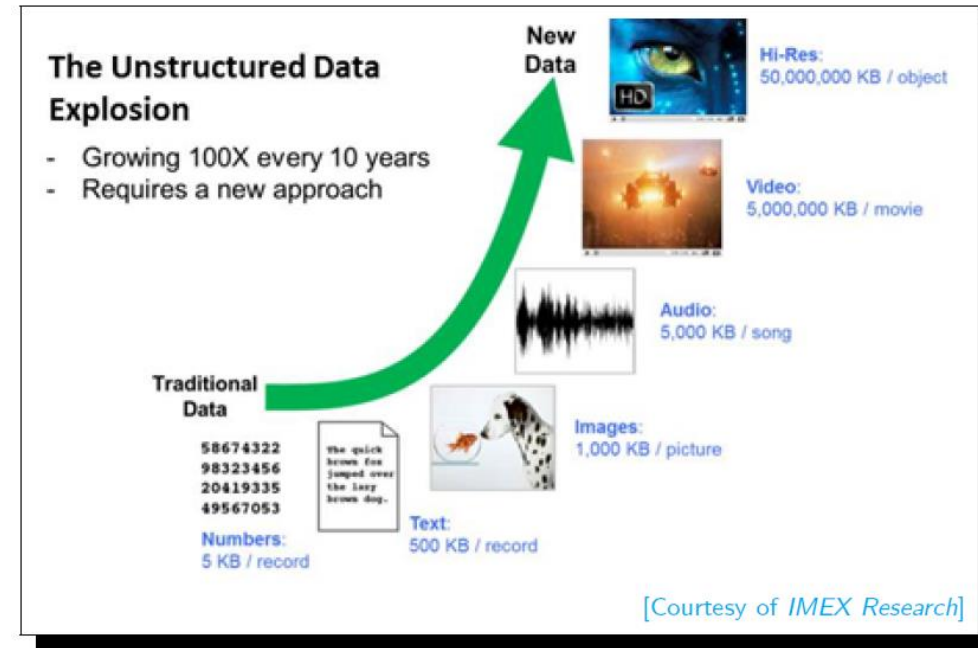 The Unstructured Data
Explosion
- Growing 100X every 10 years
- Requires a new approach
New
Data
HD
Hi-Res:
50,000,000 KB / object
Video:
5,000,000 KB / movie
Audio:
5,000 KB / song
Images:
1,000 KB / picture
Traditional
Data
58674322
98323456
20419335
49567053
Numbers:
5 KB / record
The quick
brown fox
jumped over
the lazy
brown dog.
Text:
500 KB / record
[Courtesy of IMEX Research]